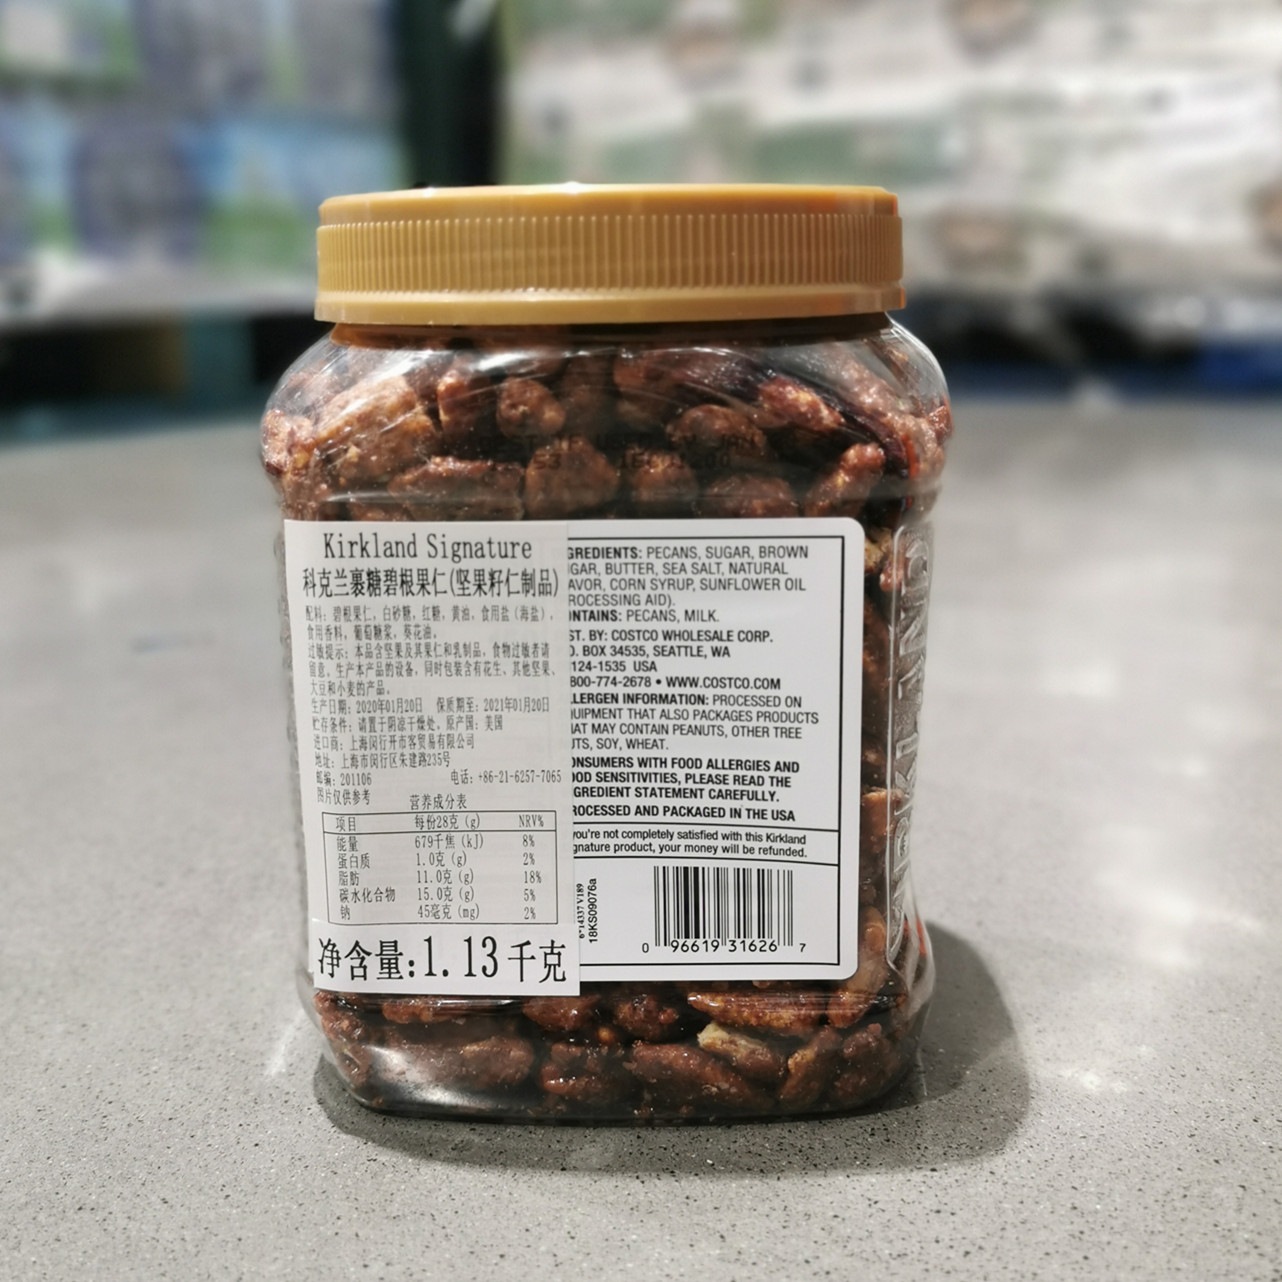 BEST IF USED BY JAN
Kirkland Signature
科克兰裹糖碧根果仁(坚果籽仁制品)
配料: 碧根果仁, 白砂糖, 红糖, 黄油, 食用盐(海盐),
食用香料, 葡萄糖浆, 葵花油。
过敏提示: 本品含坚果及其果仁和乳制品, 食物过敏者请
留意。生产本产品的设备, 同时包装含有花生、其他坚果、
大豆和小麦的产品。
生产日期: 2020年01月20日 保质期至: 2021年01月20日
贮存条件: 请置于阴凉干燥处。原产国: 美国
进口商: 上海闵行开市客贸易有限公司
地址: 上海市闵行区朱建路235号
邮编: 201106 电话: +86-21-6257-7065
图片仅供参考 营养成分表
项目 每份28克(g) NRV%
能量 679千焦(kJ) 8%
蛋白质 1.0克(g) 2%
脂肪 11.0克(g) 18%
碳水化合物 15.0克(g) 5%
钠 45毫克(mg) 2%
净含量:1.13千克
GREDIENTS: PECANS, SUGAR, BROWN
GAR, BUTTER, SEA SALT, NATURAL
AVOR, CORN SYRUP, SUNFLOWER OIL
ROCESSING AID).
ONTAINS: PECANS, MILK.
ST. BY: COSTCO WHOLESALE CORP.
O. BOX 34535, SEATTLE, WA
124-1535 USA
800-774-2678 • WWW.COSTCO.COM
LLERGEN INFORMATION: PROCESSED ON
QUIPMENT THAT ALSO PACKAGES PRODUCTS
AT MAY CONTAIN PEANUTS, OTHER TREE
UTS, SOY, WHEAT.
ONSUMERS WITH FOOD ALLERGIES AND
OOD SENSITIVITIES, PLEASE READ THE
GREDIENT STATEMENT CAREFULLY.
ROCESSED AND PACKAGED IN THE USA
you're not completely satisfied with this Kirkland
gnature product, your money will be refunded.
6*14337 V189
18KS09076a
0 96619 31626 7
KIRKLAND